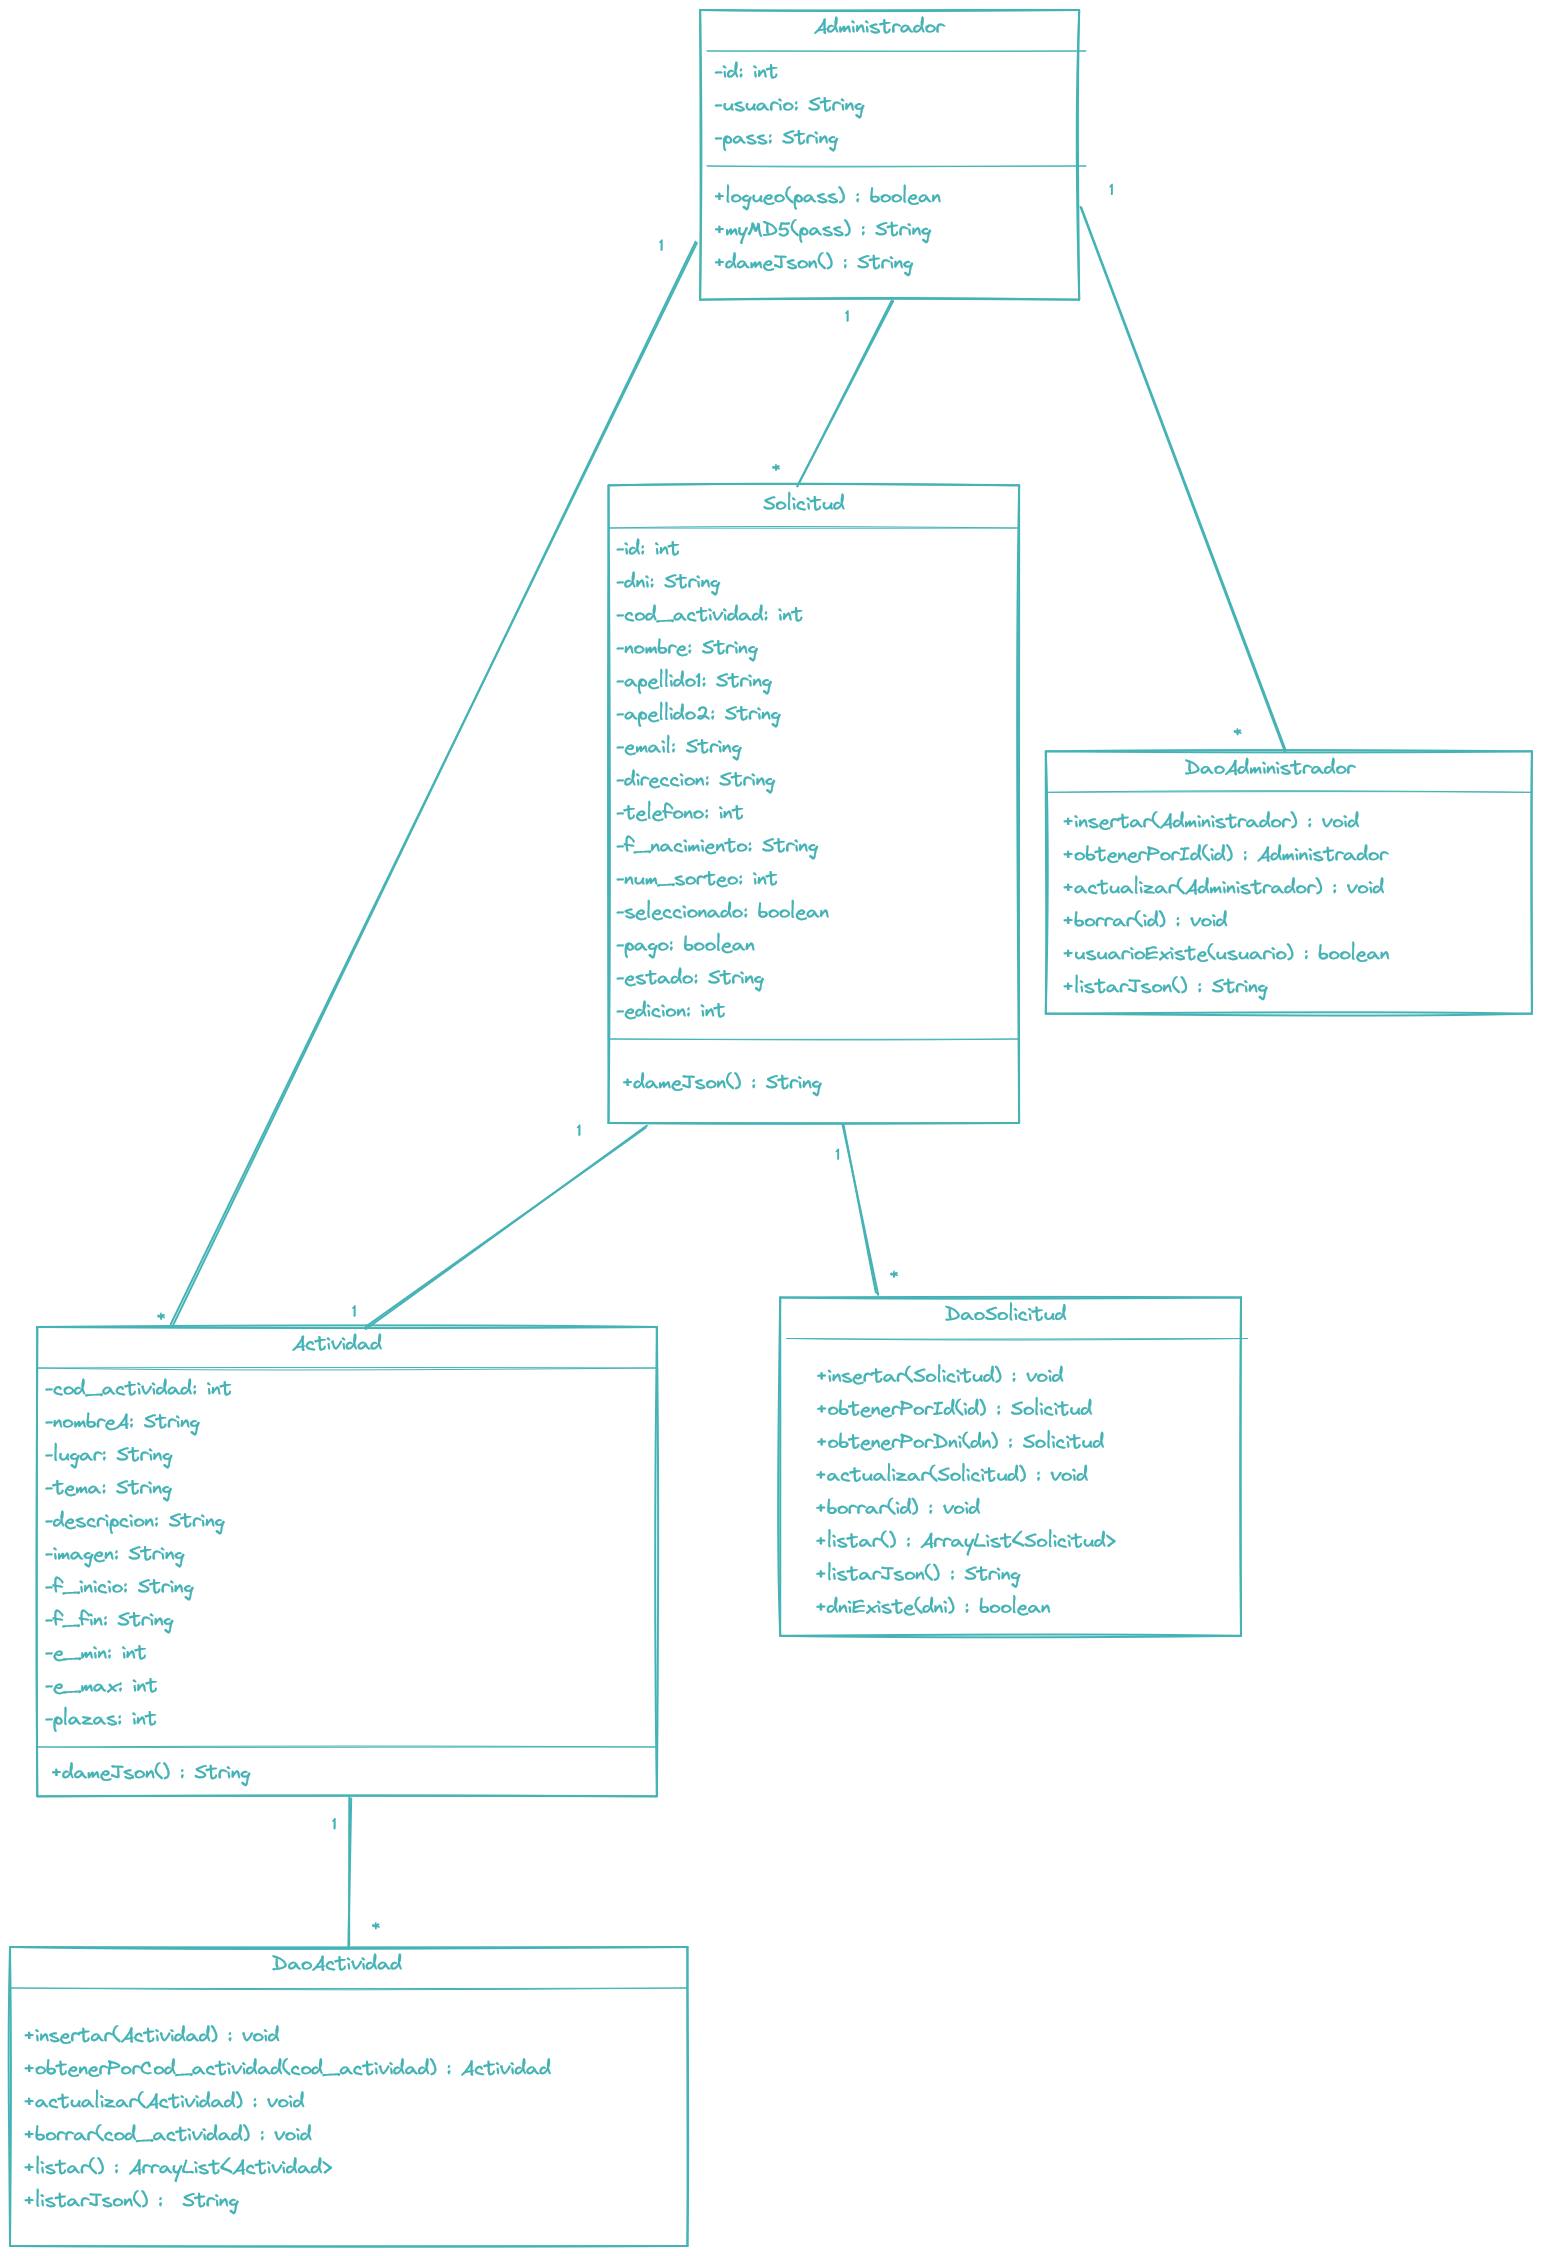 Administrador
-id: int
-usuario: String
-pass: String
+logueo(pass) : boolean
+myMD5(pass) : String
+dameJson() : String
1
1
1
*
Solicitud
-id: int
-dni: String
-cod_actividad: int
-nombre: String
-apellido1: String
-apellido2: String
-email: String
-direccion: String
-telefono: int
-f_nacimiento: String
-num_sorteo: int
-seleccionado: boolean
-pago: boolean
-estado: String
-edicion: int
+dameJson() : String
*
DaoAdministrador
+insertar(Administrador) : void
+obtenerPorId(id) : Administrador
+actualizar(Administrador) : void
+borrar(id) : void
+usuarioExiste(usuario) : boolean
+listarJson() : String
1
1
*
1
*
Actividad
-cod_actividad: int
-nombreA: String
-lugar: String
-tema: String
-descripcion: String
-imagen: String
-f_inicio: String
-f_fin: String
-e_min: int
-e_max: int
-plazas: int
+dameJson() : String
DaoSolicitud
+insertar(Solicitud) : void
+obtenerPorId(id) : Solicitud
+obtenerPorDni(dn) : Solicitud
+actualizar(Solicitud) : void
+borrar(id) : void
+listar() : ArrayList<Solicitud>
+listarJson() : String
+dniExiste(dni) : boolean
1
*
DaoActividad
+insertar(Actividad) : void
+obtenerPorCod_actividad(cod_actividad) : Actividad
+actualizar(Actividad) : void
+borrar(cod_actividad) : void
+listar() : ArrayList<Actividad>
+listarJson() :  String